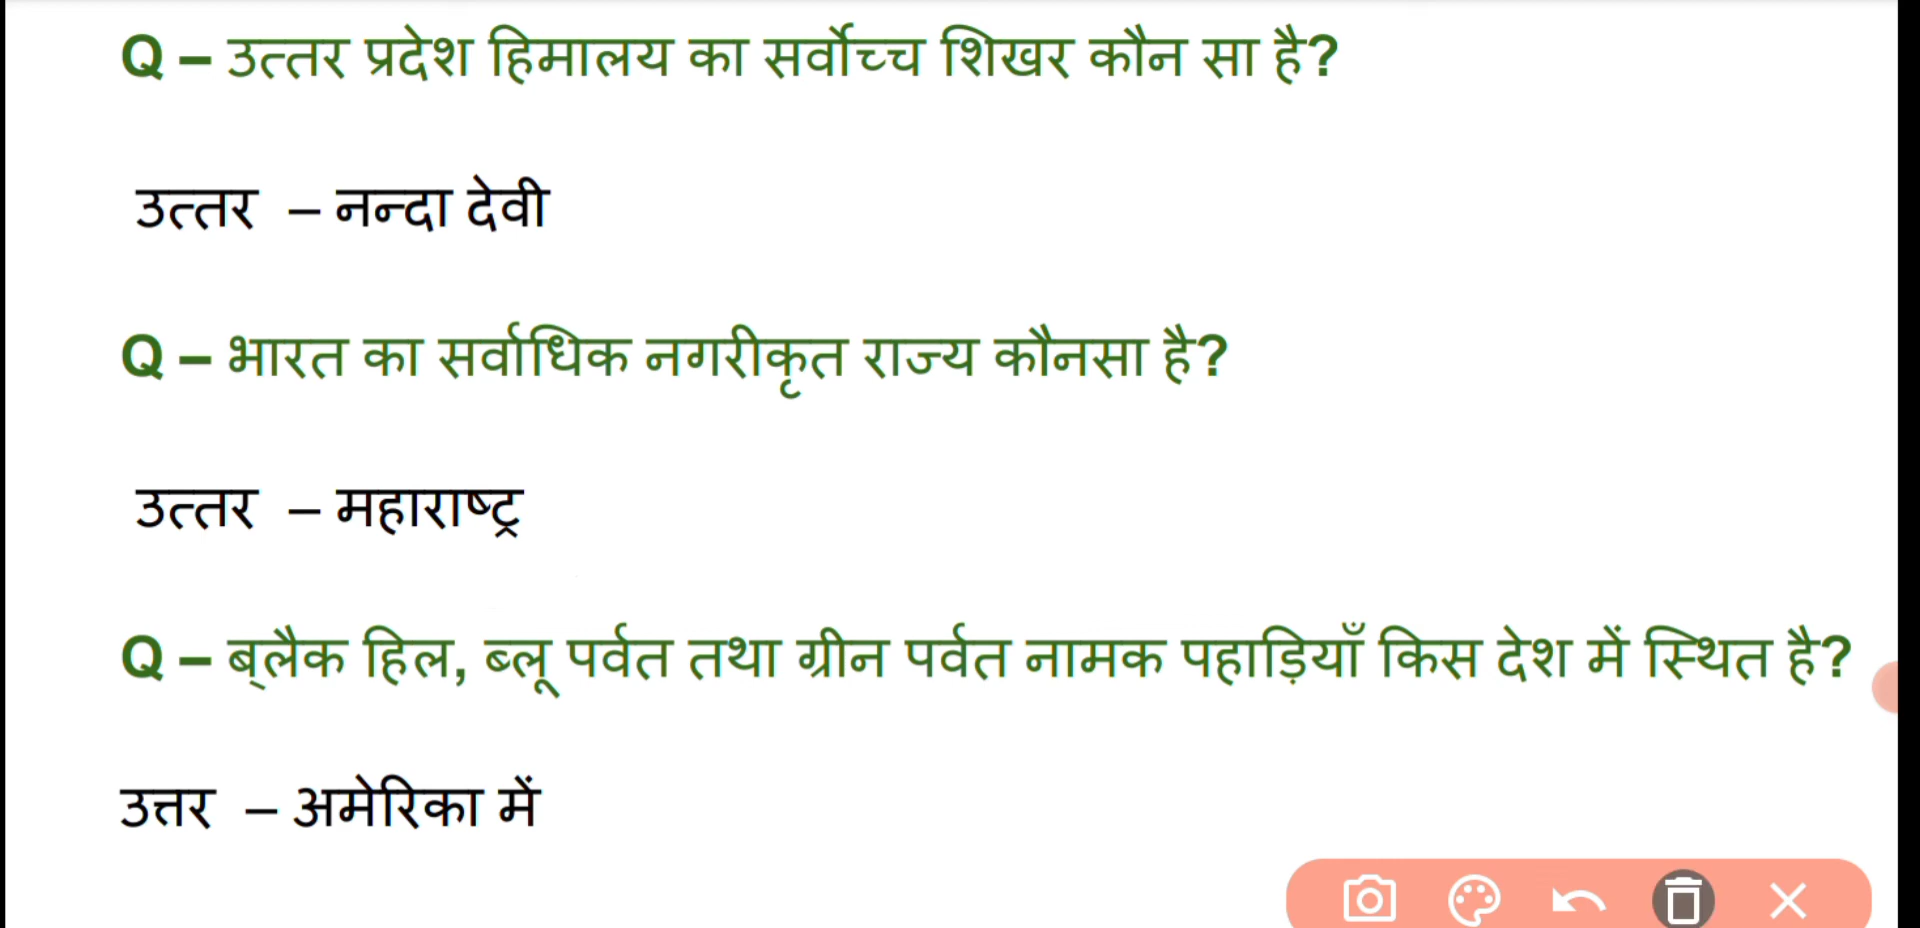 Q – उत्तर प्रदेश हिमालय का सर्वोच्च शिखर कौन सा है?
उत्तर – नन्दा देवी
Q – भारत का सर्वाधिक नगरीकृत राज्य कौनसा है?
उत्तर – महाराष्ट्र
Q – ब्लैक हिल, ब्लू पर्वत तथा ग्रीन पर्वत नामक पहाड़ियाँ किस देश में स्थित है?
उत्तर – अमेरिका में